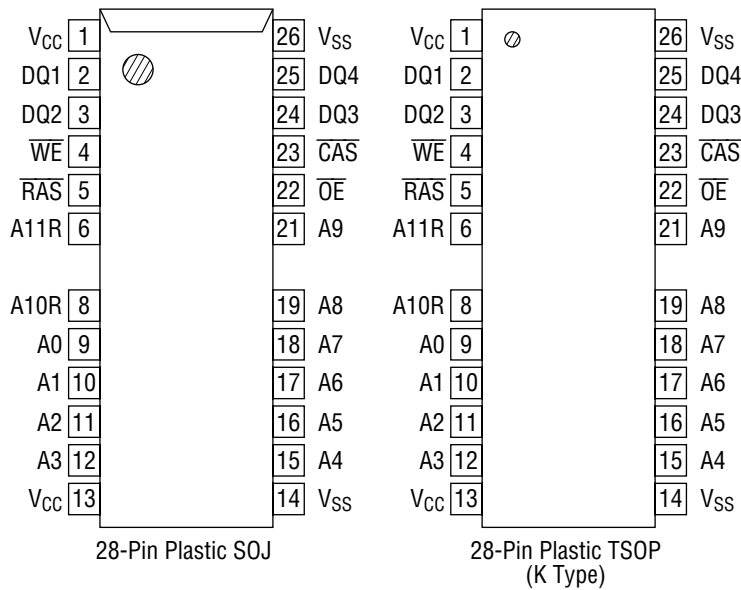 VCC 1 26 VSS
DQ1 2 25 DQ4
DQ2 3 24 DQ3
WE 4 23 CAS
RAS 5 22 OE
A11R 6 21 A9
A10R 8 19 A8
A0 9 18 A7
A1 10 17 A6
A2 11 16 A5
A3 12 15 A4
VCC 13 14 VSS
28-Pin Plastic SOJ
VCC 1 26 VSS
DQ1 2 25 DQ4
DQ2 3 24 DQ3
WE 4 23 CAS
RAS 5 22 OE
A11R 6 21 A9
A10R 8 19 A8
A0 9 18 A7
A1 10 17 A6
A2 11 16 A5
A3 12 15 A4
VCC 13 14 VSS
28-Pin Plastic TSOP
(K Type)